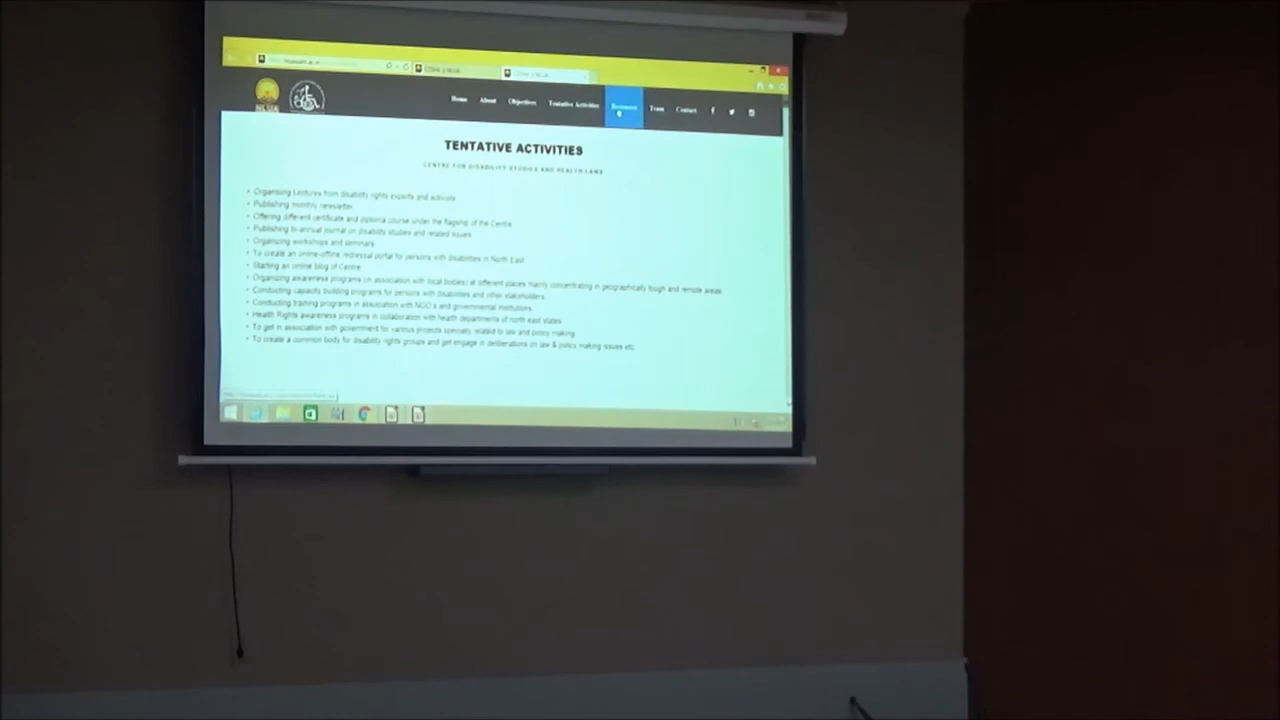 CDSHL | NLUA
NLUA
Home About Objectives Tentative Activities Resources Team Contact
TENTATIVE ACTIVITIES
CENTRE FOR DISABILITY STUDIES AND HEALTH LAWS
• Organising Lectures from disability rights experts and activists
• Publishing monthly newsletter
• Offering different certificate and diploma course under the flagship of the Centre
• Publishing bi-annual journal on disability studies and related issues
• Organizing workshops and seminars
• To create an online-offline redressal portal for persons with disabilities in North East
• Starting an online blog of Centre
• Organizing awareness programs (in association with local bodies) at different places mainly concentrating in geographically tough and remote areas
• Conducting capacity building programs for persons with disabilities and other stakeholders
• Conducting training programs in association with NGO's and governmental institutions
• Health Rights awareness programs in collaboration with health departments of north east states
• To get in association with government for various projects specially related to law and policy making
• To create a common body for disability rights groups and get engage in deliberations on law & policy making issues etc.